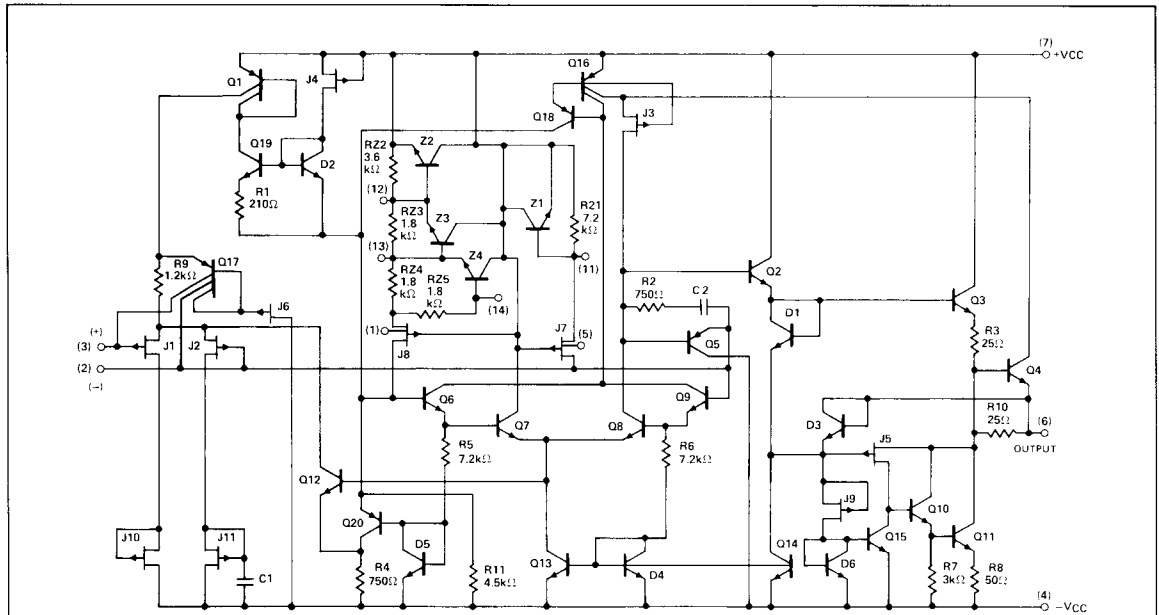 (7)
+VCC
Q1
J4
Q16
J3
Q18
Q19
D2
R1
210Ω
RZ2
3.6
kΩ
Z2
(12)
RZ3
1.8
kΩ
Z3
Z1
R21
7.2
kΩ
(13)
Z4
(11)
RZ4
1.8
kΩ
RZ5
1.8
kΩ
(14)
R9
1.2kΩ
Q17
J6
(1)
J8
J7
(5)
R2
750Ω
C2
Q2
D1
Q3
R3
25Ω
Q5
Q4
(+)
(3)
J1
J2
(2)
(−)
Q6
Q7
Q9
Q8
D3
R10
25Ω
(6)
OUTPUT
R5
7.2kΩ
R6
7.2kΩ
J5
Q12
J9
Q10
Q20
J10
J11
C1
D5
R4
750Ω
R11
4.5kΩ
Q13
D4
Q14
D6
Q15
Q11
R7
3kΩ
R8
50Ω
(4)
−VCC